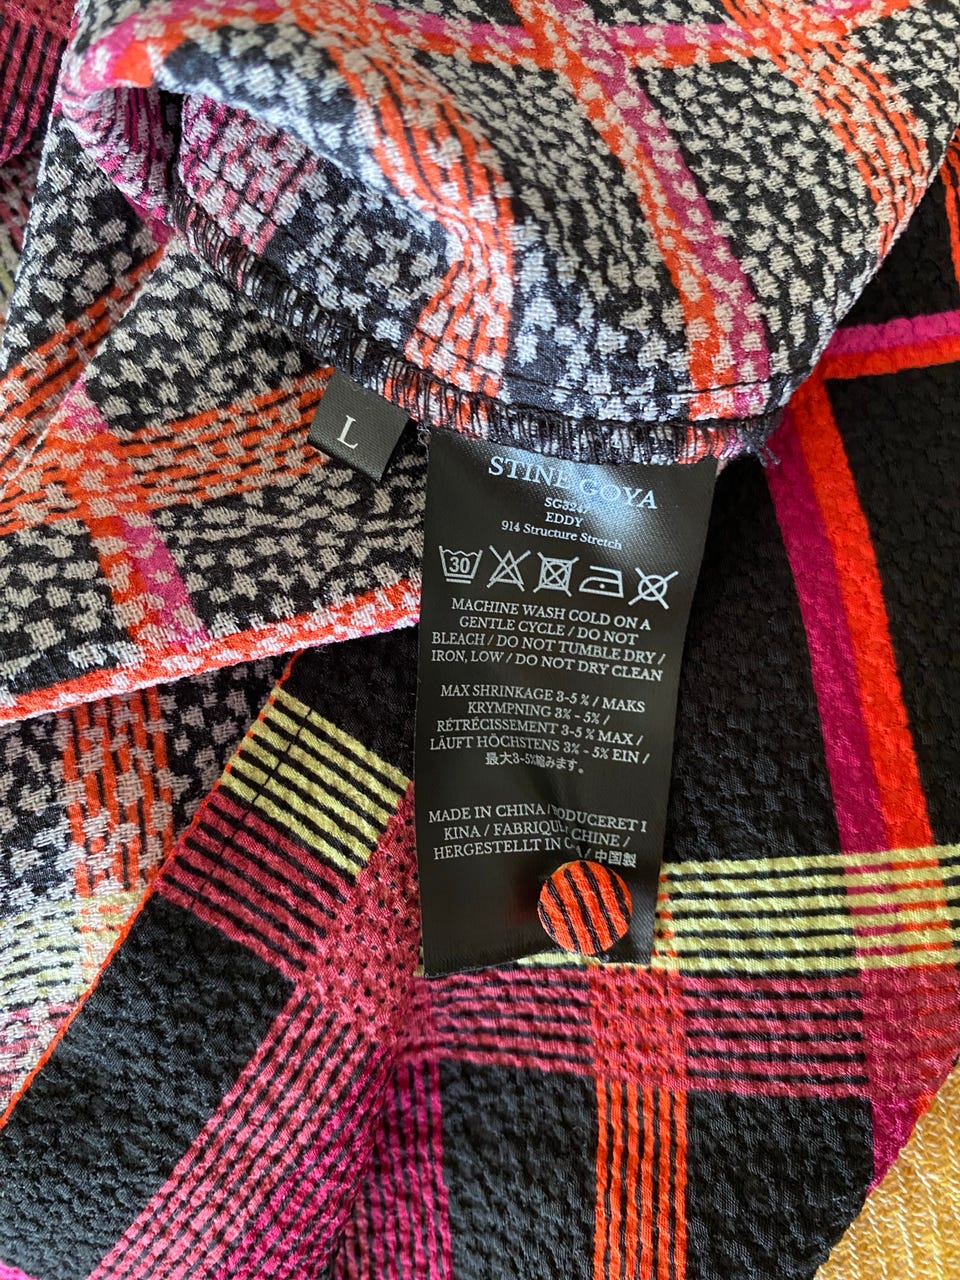 L
STINE GOYA
EDDY
914 Structure Stretch
30
MACHINE WASH COLD ON A
GENTLE CYCLE / DO NOT
BLEACH / DO NOT TUMBLE DRY /
IRON, LOW / DO NOT DRY CLEAN
MAX SHRINKAGE 3-5 % / MAKS
KRYMPNING 3% - 5% /
RÉTRÉCISSEMENT 3-5 % MAX /
LÄUFT HÖCHSTENS 3% - 5% EIN /
最大3-5%縮みます。
MADE IN CHINA/ RODUCERET I
KINA / FABRIQU CHINE /
HERGESTELLT IN / 中国製